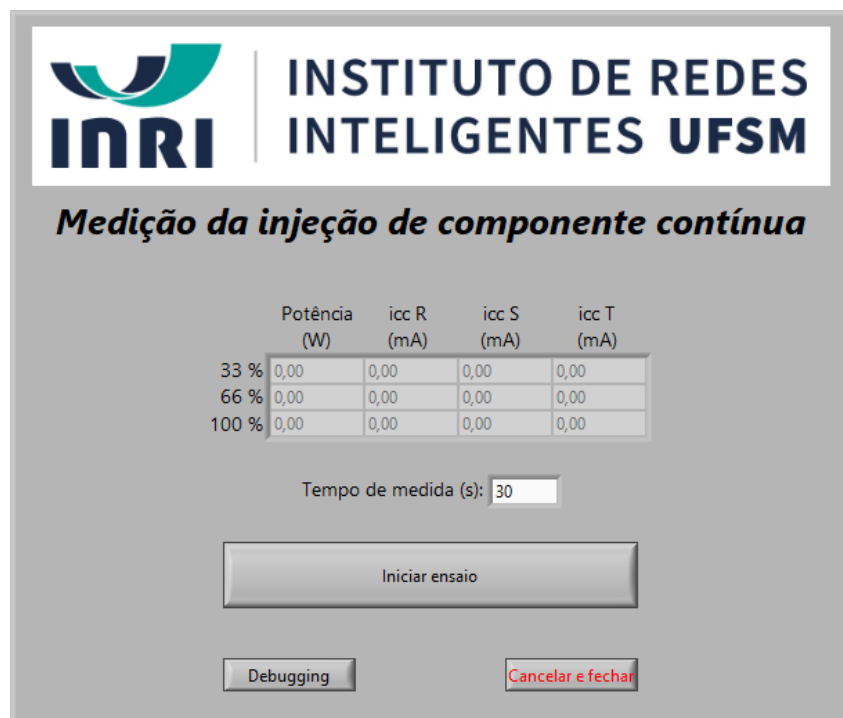 INRI
INSTITUTO DE REDES
INTELIGENTES UFSM
Medição da injeção de componente contínua
Potência icc R icc S icc T
(W) (mA) (mA) (mA)
33 % 0,00 0,00 0,00 0,00
66 % 0,00 0,00 0,00 0,00
100 % 0,00 0,00 0,00 0,00
Tempo de medida (s): 30
Iniciar ensaio
Debugging Cancelar e fechar